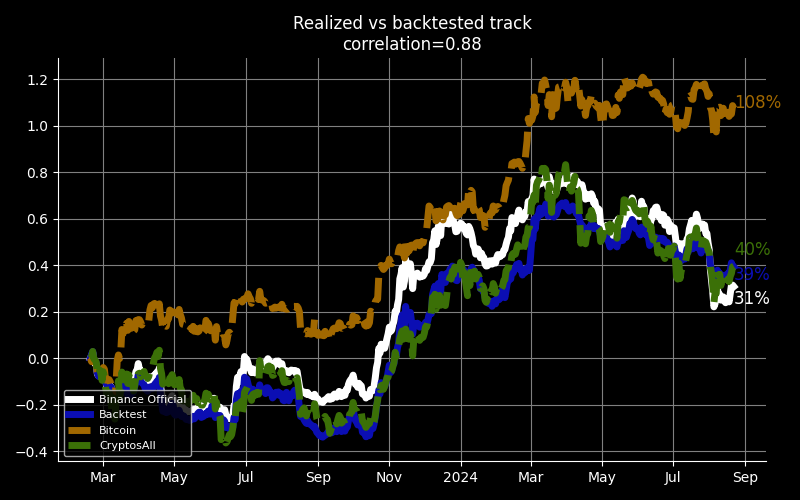 Realized vs backtested track
correlation=0.88
1.2
1.0
0.8
0.6
0.4
0.2
0.0
−0.2
−0.4
108%
40%
39%
31%
Binance Official
Backtest
Bitcoin
CryptosAll
Mar May Jul Sep Nov 2024 Mar May Jul Sep